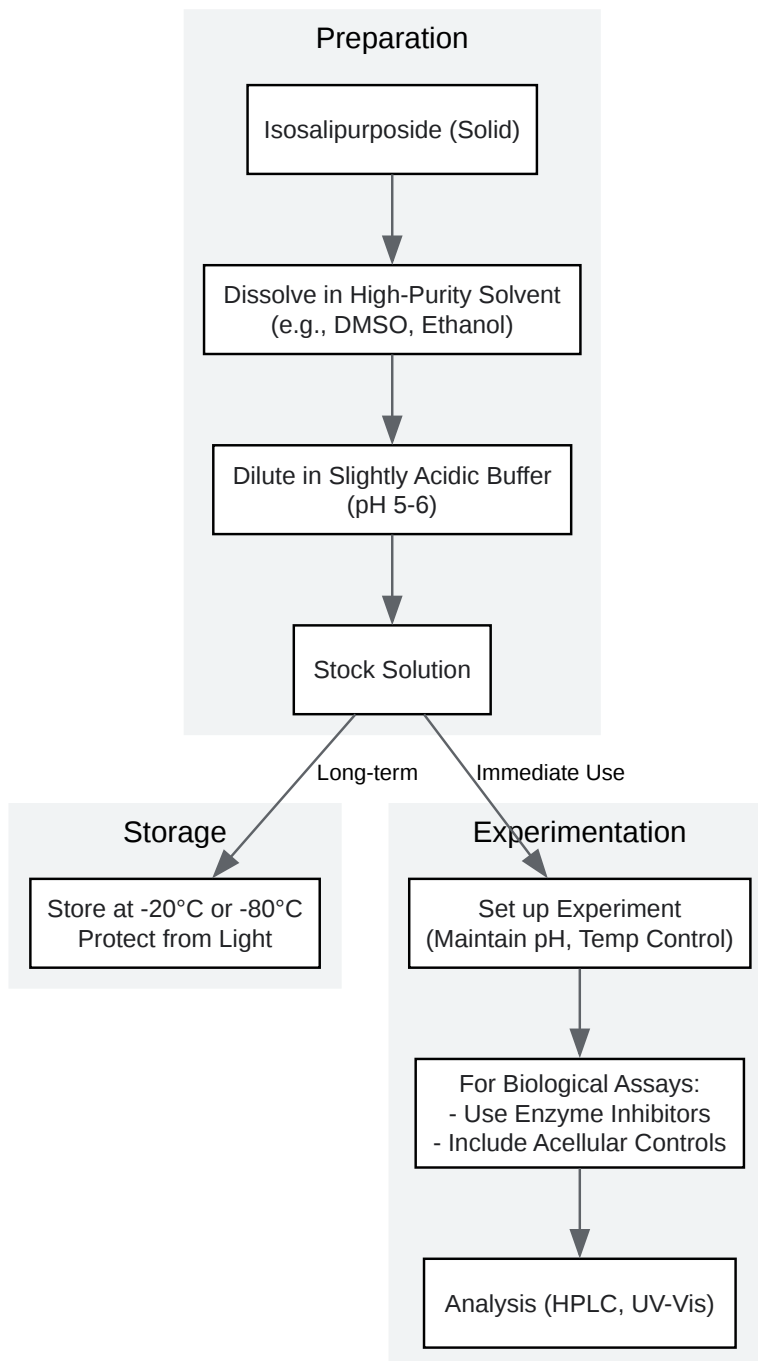 Preparation
Isosalipurposide (Solid)
Dissolve in High-Purity Solvent
(e.g., DMSO, Ethanol)
Dilute in Slightly Acidic Buffer
(pH 5-6)
Stock Solution
Long-term
Immediate Use
Storage
Store at -20°C or -80°C
Protect from Light
Experimentation
Set up Experiment
(Maintain pH, Temp Control)
For Biological Assays:
- Use Enzyme Inhibitors
- Include Acellular Controls
Analysis (HPLC, UV-Vis)